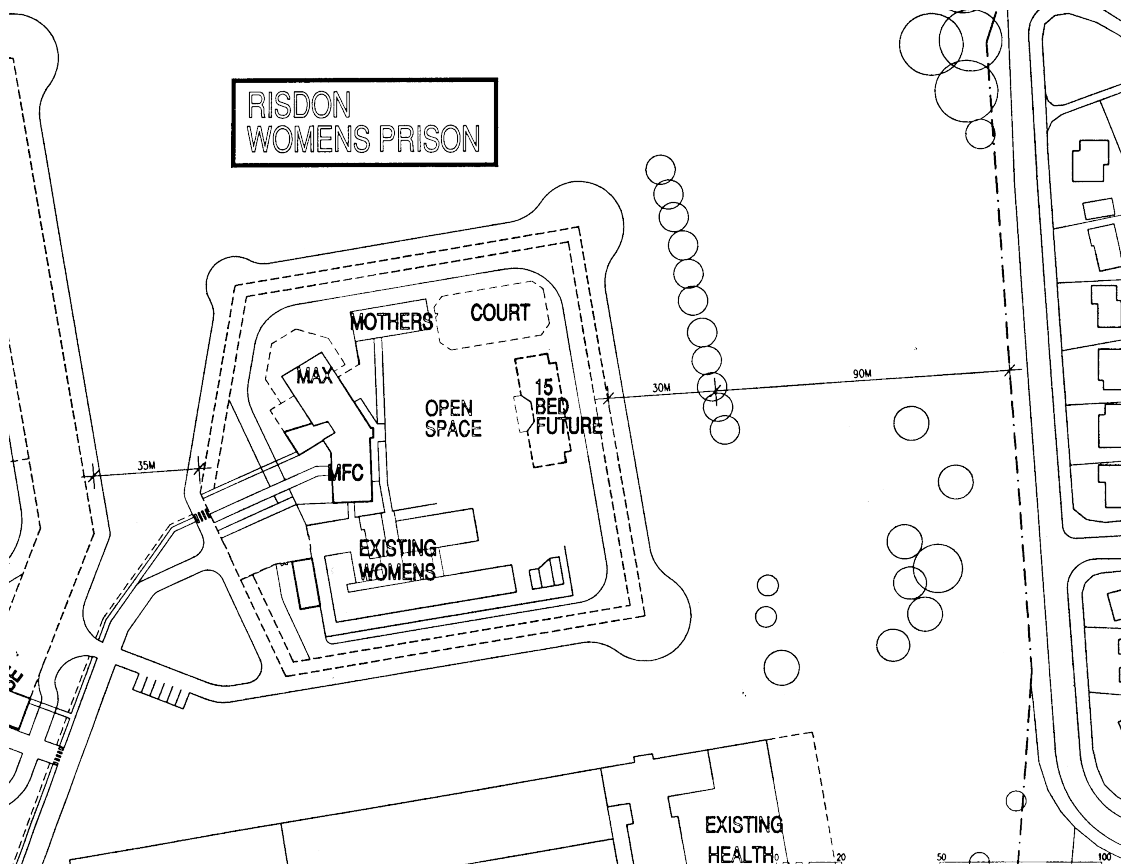 RISDON
WOMENS PRISON
MOTHERS
COURT
MAX
15
BED
FUTURE
OPEN
SPACE
30M
90M
35M
MFC
EXISTING
WOMENS
EXISTING
HEALTH
0 20 50 100